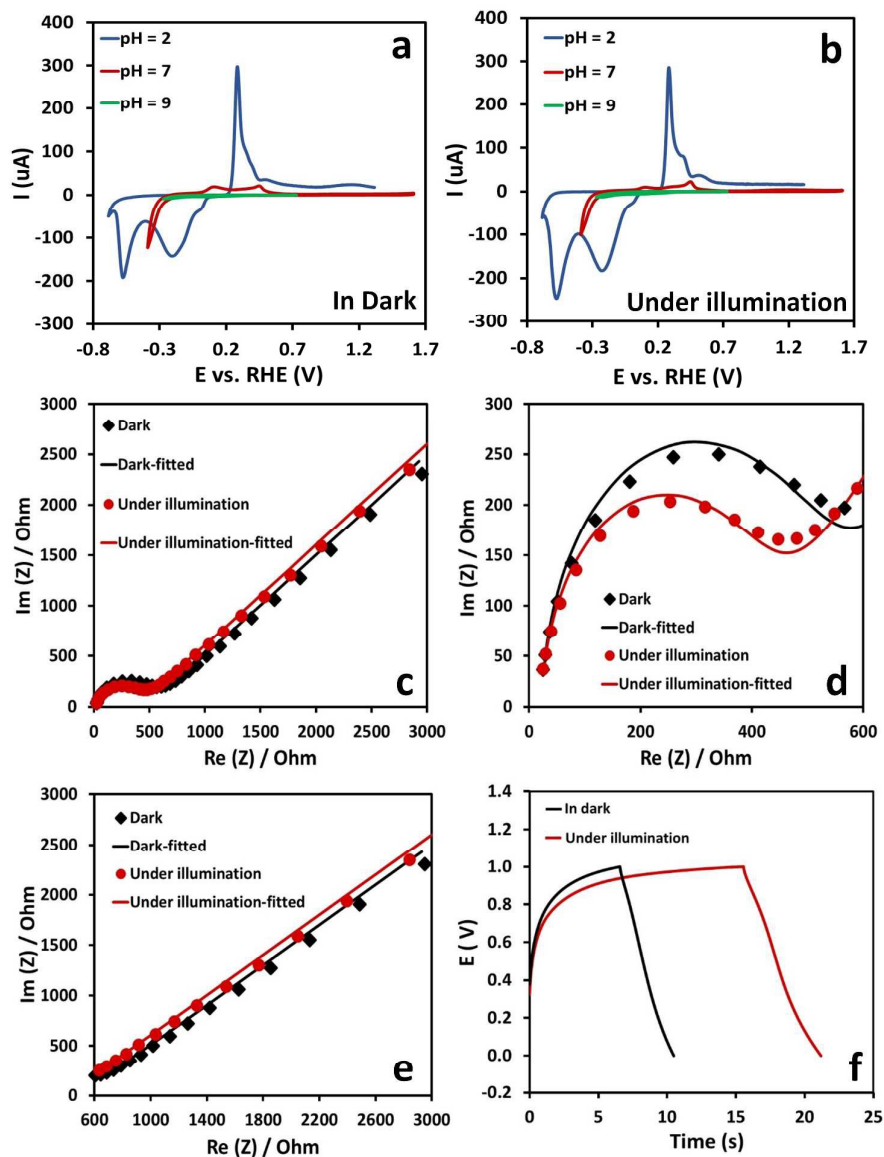 400
300
200
100
0
-100
-200
-300
I (uA)
pH = 2
pH = 7
pH = 9
a
In Dark
-0.8
-0.3
0.2
0.7
1.2
1.7
E vs. RHE (V)
400
300
200
100
0
-100
-200
-300
I (uA)
pH = 2
pH = 7
pH = 9
b
Under illumination
-0.8
-0.3
0.2
0.7
1.2
1.7
E vs. RHE (V)
3000
2500
2000
1500
1000
500
0
Im (Z) / Ohm
Dark
Dark-fitted
Under illumination
Under illumination-fitted
c
0
500
1000
1500
2000
2500
3000
Re (Z) / Ohm
300
250
200
150
100
50
0
Im (Z) / Ohm
Dark
Dark-fitted
Under illumination
Under illumination-fitted
d
0
200
400
600
Re (Z) / Ohm
3000
2500
2000
1500
1000
500
0
Im (Z) / Ohm
Dark
Dark-fitted
Under illumination
Under illumination-fitted
e
600
1000
1400
1800
2200
2600
3000
Re (Z) / Ohm
1.4
1.2
1.0
0.8
0.6
0.4
0.2
0.0
-0.2
E ( V)
In dark
Under illumination
f
0
5
10
15
20
25
Time (s)